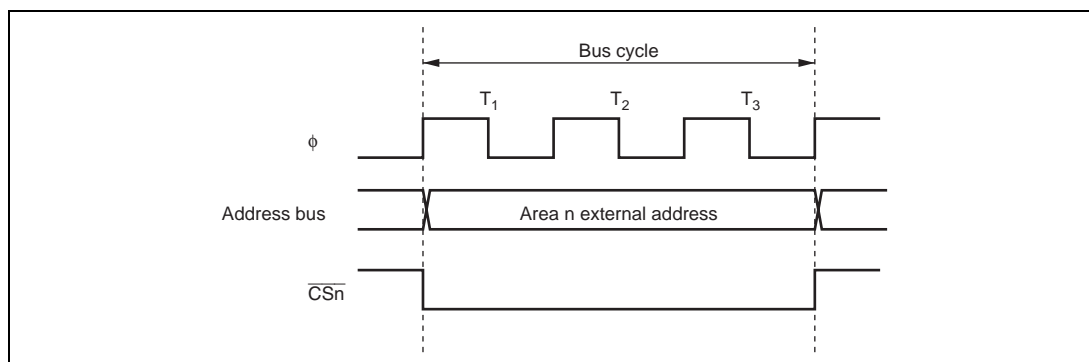 Bus cycle
T1 T2 T3
ϕ
Address bus Area n external address
CSn